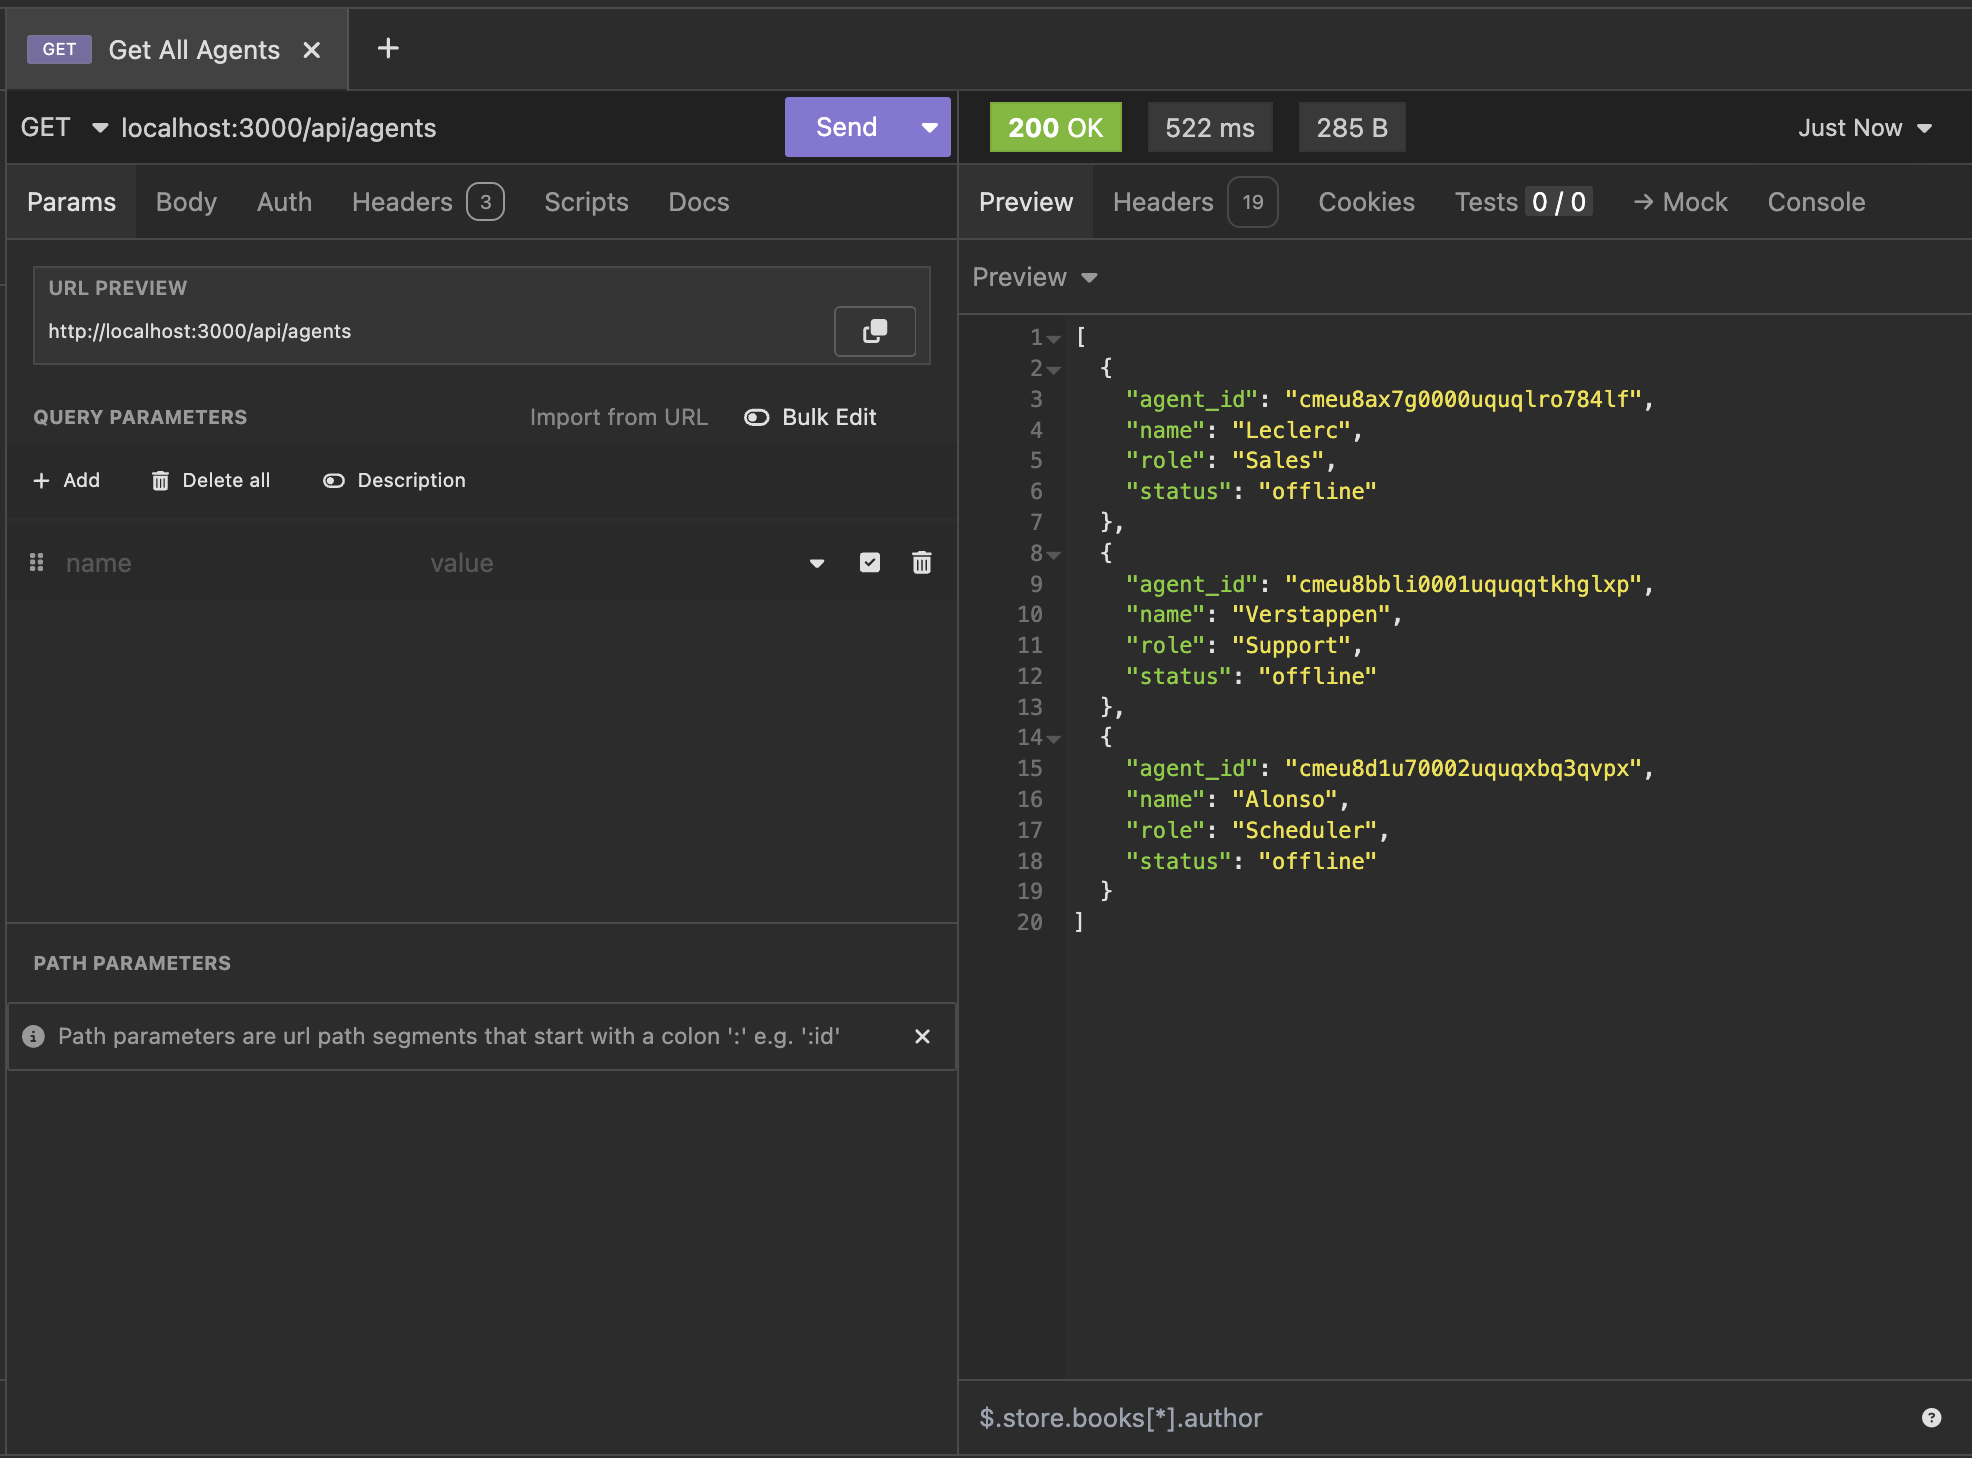 GET Get All Agents
GET localhost:3000/api/agents Send
200 OK 522 ms 285 B Just Now
Params Body Auth Headers 3 Scripts Docs
Preview Headers 19 Cookies Tests 0 / 0 → Mock Console
URL PREVIEW
http://localhost:3000/api/agents
QUERY PARAMETERS Import from URL Bulk Edit
+ Add Delete all Description
name value
PATH PARAMETERS
Path parameters are url path segments that start with a colon ':' e.g. ':id'
Preview
1 [
2 {
3 "agent_id": "cmeu8ax7g0000uquqlro784lf",
4 "name": "Leclerc",
5 "role": "Sales",
6 "status": "offline"
7 },
8 {
9 "agent_id": "cmeu8bbli0001uquqqtkhglxp",
10 "name": "Verstappen",
11 "role": "Support",
12 "status": "offline"
13 },
14 {
15 "agent_id": "cmeu8d1u70002uquqxbq3qvpx",
16 "name": "Alonso",
17 "role": "Scheduler",
18 "status": "offline"
19 }
20 ]
$.store.books[*].author